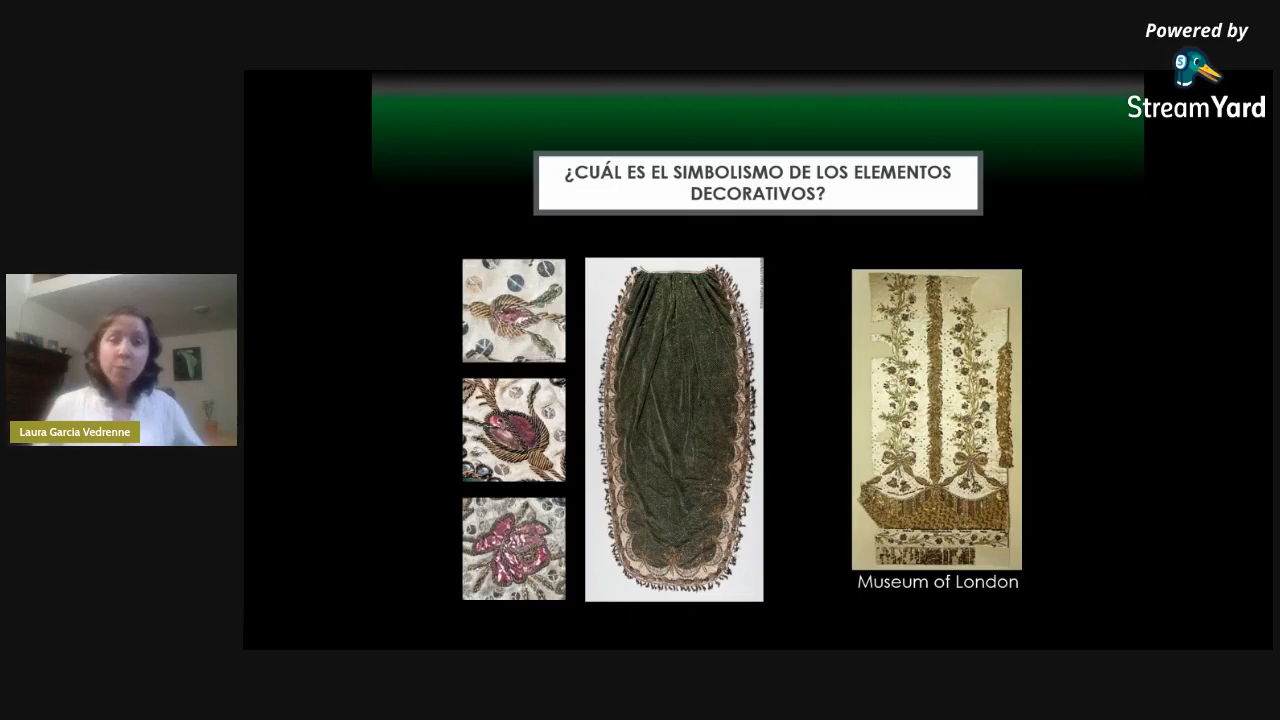 Powered by
StreamYard
¿CUÁL ES EL SIMBOLISMO DE LOS ELEMENTOS
DECORATIVOS?
Laura Garcia Vedrenne
Museum of London